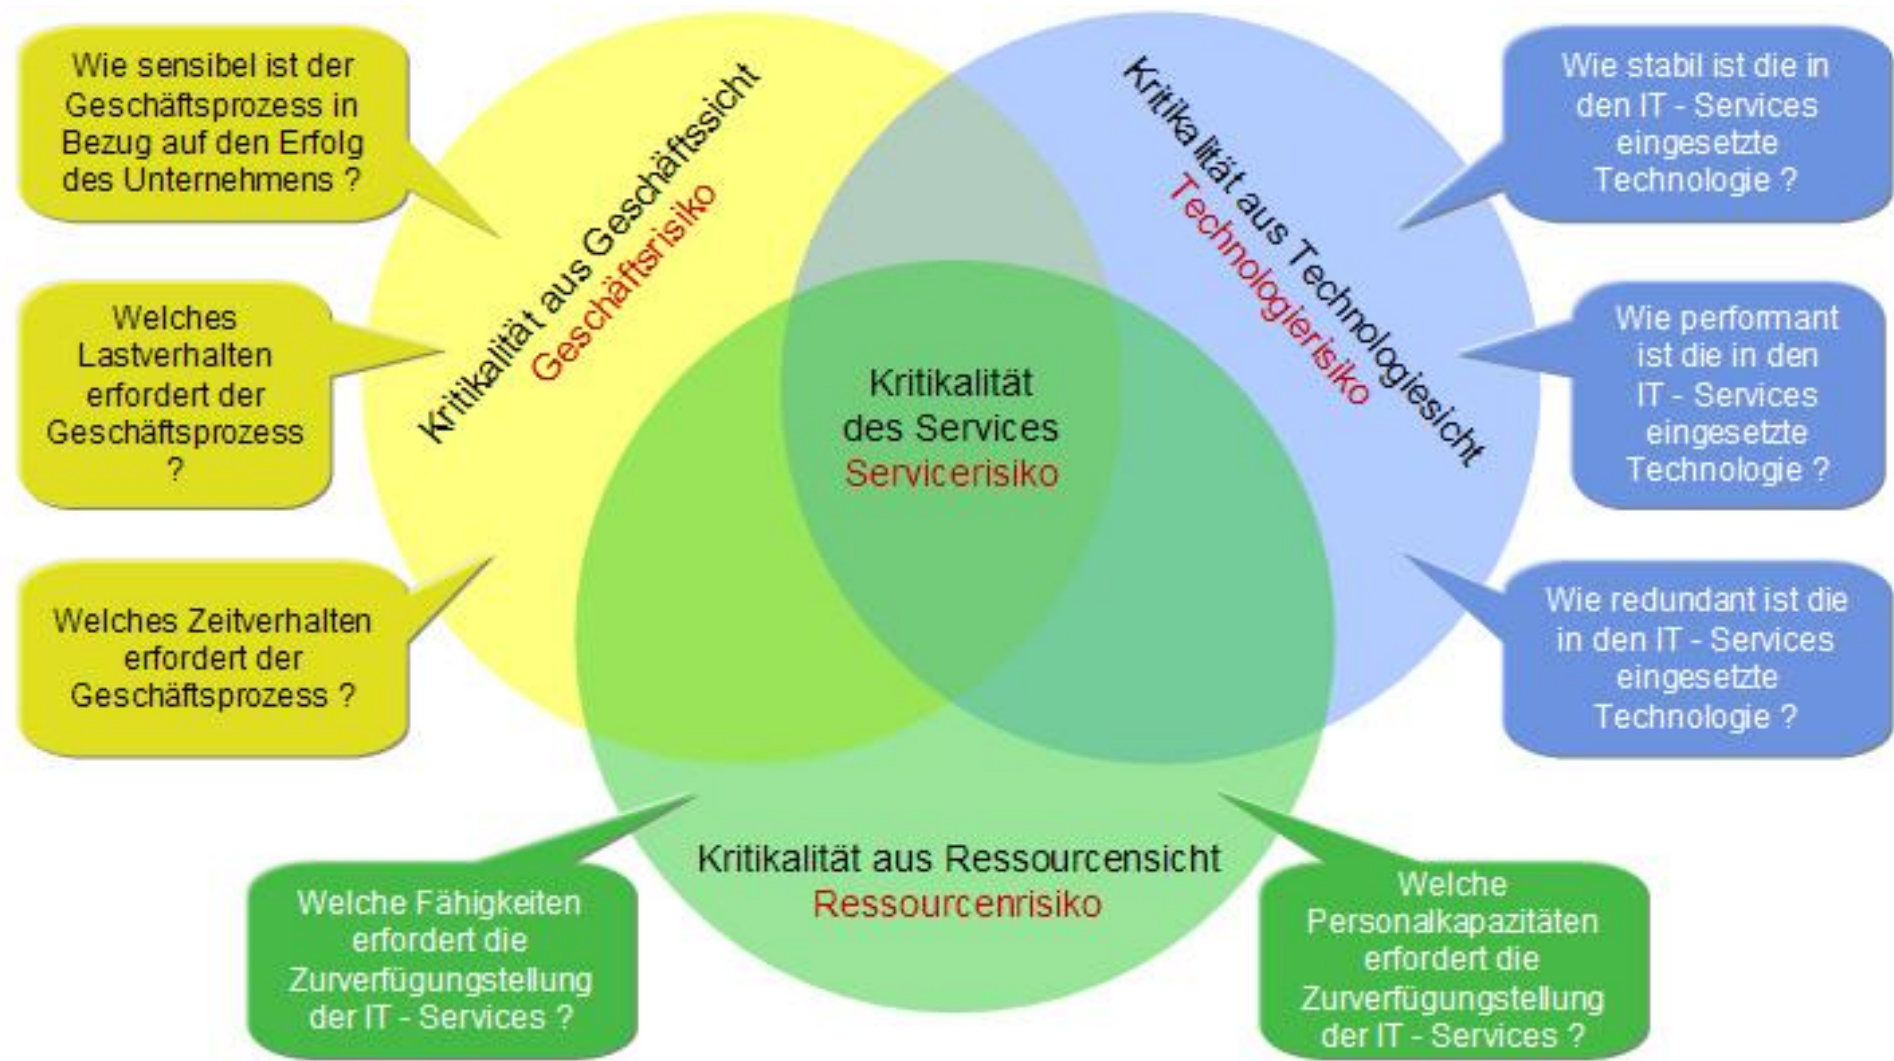 Wie sensibel ist der
Geschäftsprozess in
Bezug auf den Erfolg
des Unternehmens ?
Welches
Lastverhalten
erfordert der
Geschäftsprozess
?
Welches Zeitverhalten
erfordert der
Geschäftsprozess ?
Kritikalität aus Geschäftssicht
Geschäftsrisiko
Kritikalität aus Technologiesicht
Technologierisiko
Kritikalität
des Services
Servicerisiko
Wie stabil ist die in
den IT - Services
eingesetzte
Technologie ?
Wie performant
ist die in den
IT - Services
eingesetzte
Technologie ?
Wie redundant ist die
in den IT - Services
eingesetzte
Technologie ?
Kritikalität aus Ressourcensicht
Ressourcenrisiko
Welche Fähigkeiten
erfordert die
Zurverfügungstellung
der IT - Services ?
Welche
Personalkapazitäten
erfordert die
Zurverfügungstellung
der IT - Services ?